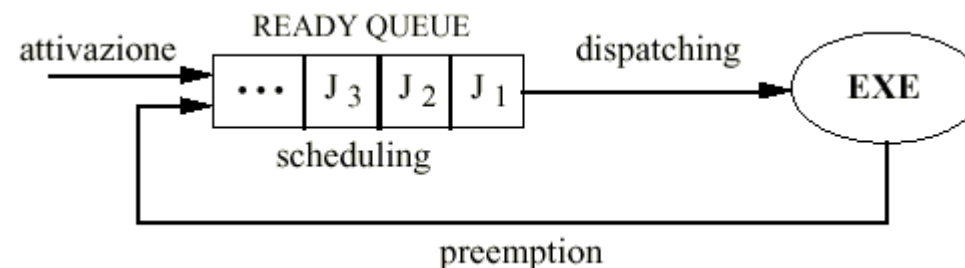 READY QUEUE
attivazione
dispatching
... J 3 J 2 J 1
EXE
scheduling
preemption